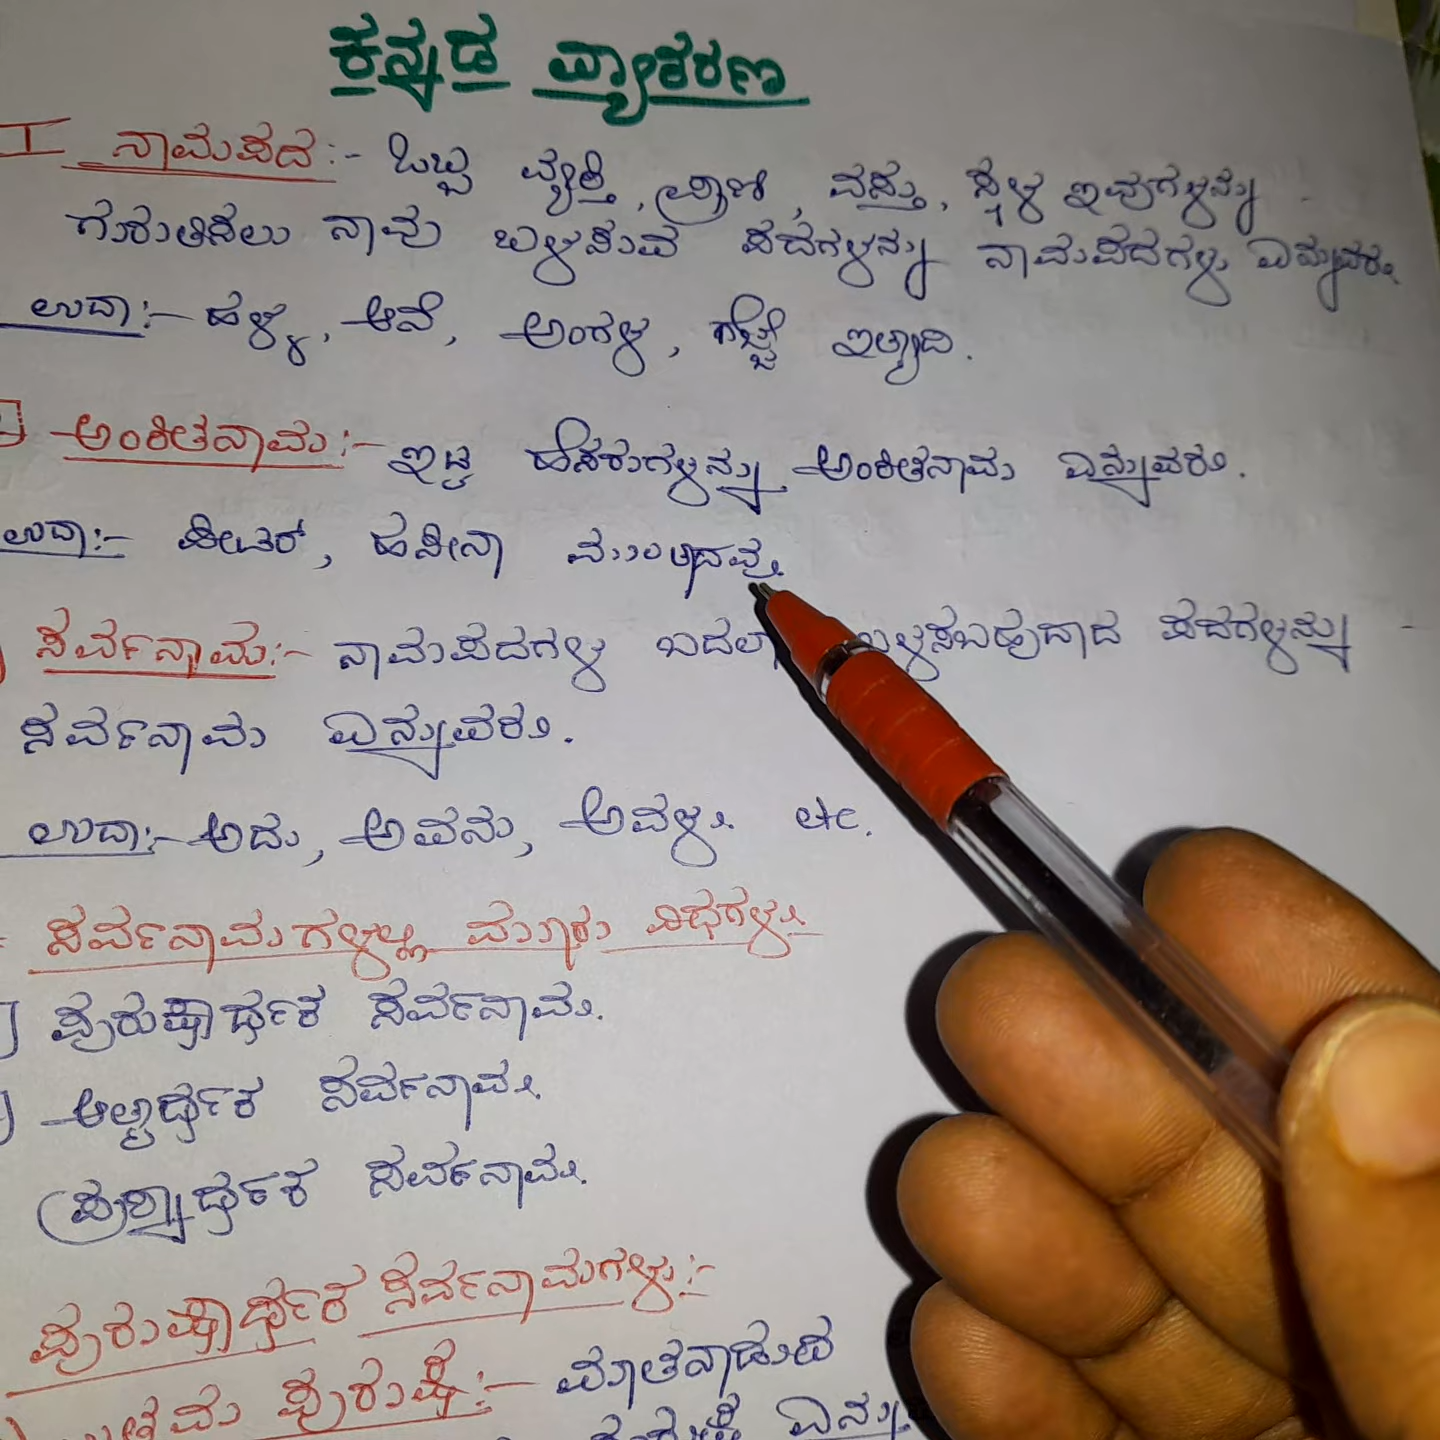 ಕನ್ನಡ ವ್ಯಾಕರಣ
I ನಾಮಪದ:- ಒಬ್ಬ ವ್ಯಕ್ತಿ, ಪ್ರಾಣಿ, ವಸ್ತು, ಸ್ಥಳ ಇವುಗಳನ್ನು
ಗುರುತಿಸಲು ನಾವು ಬಳಸುವ ಪದಗಳನ್ನು ನಾಮಪದಗಳು ಎನ್ನುವರು.
ಉದಾ:- ಹಳ್ಳಿ, ಆನೆ, ಅಂಗಳ, ಗೆಜ್ಜೆ ಇತ್ಯಾದಿ.
ಅಂಕಿತನಾಮ:- ಇಟ್ಟ ಹೆಸರುಗಳನ್ನು ಅಂಕಿತನಾಮ ಎನ್ನುವರು.
ಉದಾ:- ಪೀಟರ್, ಹಸೀನಾ ಮುಂತಾದವು.
ಸರ್ವನಾಮ:- ನಾಮಪದಗಳ ಬಳಸಬಹುದಾದ ಪದಗಳನ್ನು
ಸರ್ವನಾಮ ಎನ್ನುವರು.
ಉದಾ:- ಅದು, ಅವನು, ಅವಳು etc.
ಸರ್ವನಾಮಗಳಲ್ಲಿ ಮೂರು ವಿಧಗಳು
ಪುರುಷಾರ್ಥಕ ಸರ್ವನಾಮ.
ಆತ್ಮಾರ್ಥಕ ಸರ್ವನಾಮ.
ಪ್ರಶ್ನಾರ್ಥಕ ಸರ್ವನಾಮ.
ಪುರುಷಾರ್ಥಕ ಸರ್ವನಾಮಗಳು:-
ಪುರುಷ:- ಮಾತನಾಡುವ